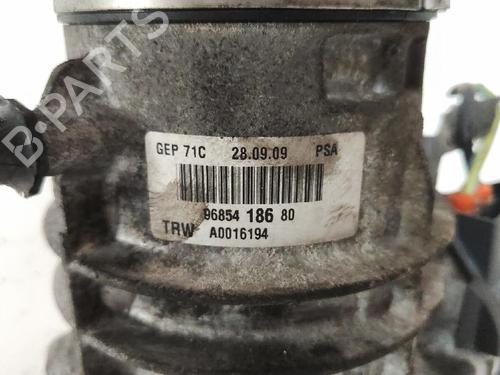 B-PARTS
GEP 71C 28.09.09 PSA
96854 186 80
TRW A0016194